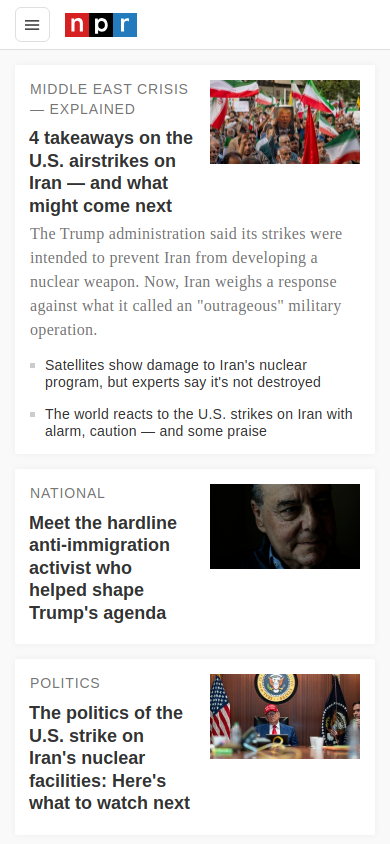 npr
MIDDLE EAST CRISIS
— EXPLAINED
4 takeaways on the
U.S. airstrikes on
Iran — and what
might come next
The Trump administration said its strikes were
intended to prevent Iran from developing a
nuclear weapon. Now, Iran weighs a response
against what it called an "outrageous" military
operation.
Satellites show damage to Iran's nuclear
program, but experts say it's not destroyed
The world reacts to the U.S. strikes on Iran with
alarm, caution — and some praise
NATIONAL
Meet the hardline
anti-immigration
activist who
helped shape
Trump's agenda
POLITICS
The politics of the
U.S. strike on
Iran's nuclear
facilities: Here's
what to watch next